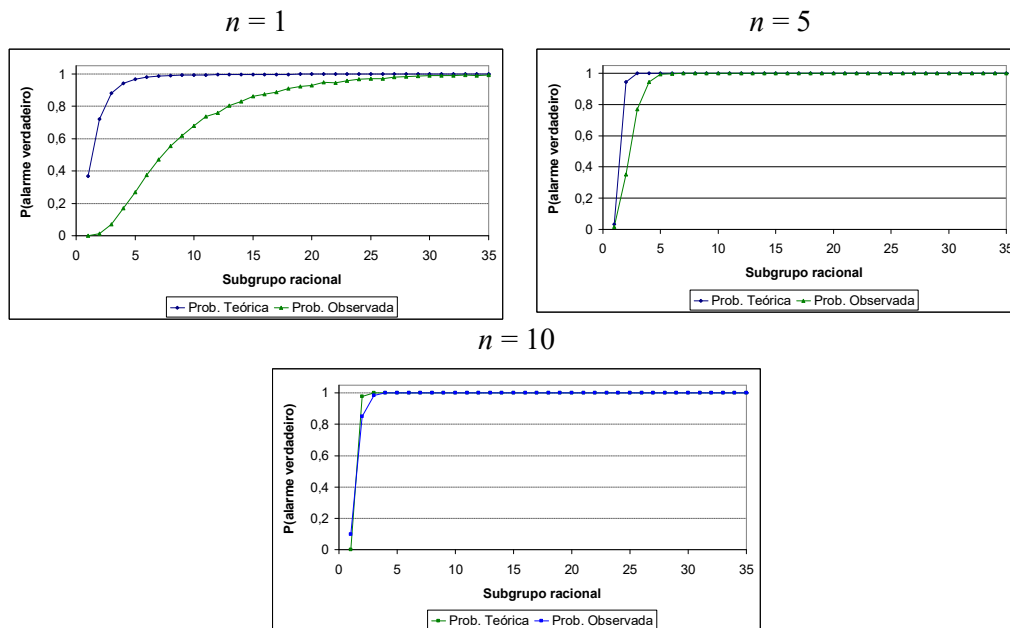 n = 1
P(alarme verdadeiro)
1
0,8
0,6
0,4
0,2
0
0 5 10 15 20 25 30 35
Subgrupo racional
Prob. Teórica Prob. Observada
n = 5
P(alarme verdadeiro)
1
0,8
0,6
0,4
0,2
0
0 5 10 15 20 25 30 35
Subgrupo racional
Prob. Teórica Prob. Observada
n = 10
P(alarme verdadeiro)
1
0,8
0,6
0,4
0,2
0
0 5 10 15 20 25 30 35
Subgrupo racional
Prob. Teórica Prob. Observada